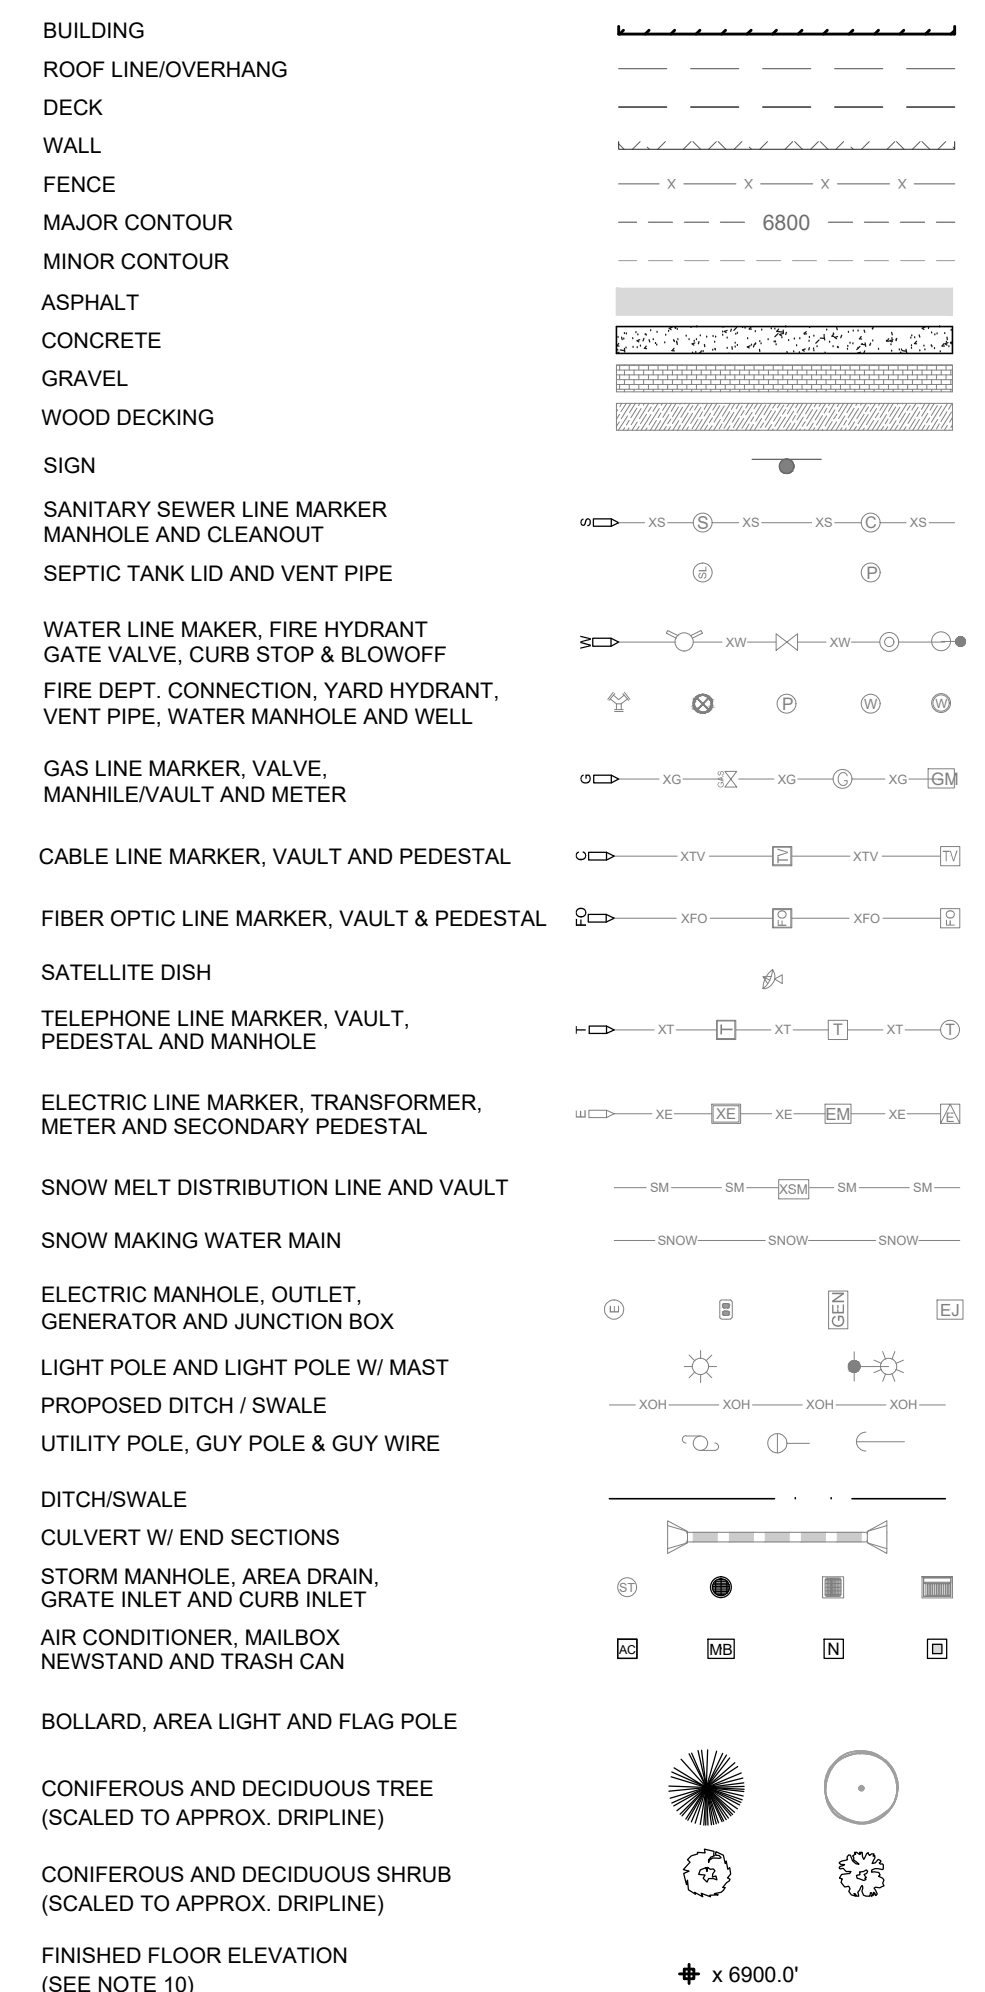 BUILDING
ROOF LINE/OVERHANG
DECK
WALL
FENCE X X X X
MAJOR CONTOUR 6800
MINOR CONTOUR
ASPHALT
CONCRETE
GRAVEL
WOOD DECKING
SIGN
SANITARY SEWER LINE MARKER
MANHOLE AND CLEANOUT
S XS S XS XS C XS
SEPTIC TANK LID AND VENT PIPE SL P
WATER LINE MAKER, FIRE HYDRANT
GATE VALVE, CURB STOP & BLOWOFF
W XW XW
FIRE DEPT. CONNECTION, YARD HYDRANT,
VENT PIPE, WATER MANHOLE AND WELL
P W W
GAS LINE MARKER, VALVE,
MANHILE/VAULT AND METER
G XG GAS XG G XG GM
CABLE LINE MARKER, VAULT AND PEDESTAL C XTV TV XTV TV
FIBER OPTIC LINE MARKER, VAULT & PEDESTAL FO XFO FO XFO FO
SATELLITE DISH
TELEPHONE LINE MARKER, VAULT,
PEDESTAL AND MANHOLE
T XT T XT T XT T
ELECTRIC LINE MARKER, TRANSFORMER,
METER AND SECONDARY PEDESTAL
E XE XE XE EM XE E
SNOW MELT DISTRIBUTION LINE AND VAULT SM SM XSM SM SM
SNOW MAKING WATER MAIN SNOW SNOW SNOW
ELECTRIC MANHOLE, OUTLET,
GENERATOR AND JUNCTION BOX
E GEN EJ
LIGHT POLE AND LIGHT POLE W/ MAST
PROPOSED DITCH / SWALE XOH XOH XOH XOH
UTILITY POLE, GUY POLE & GUY WIRE
DITCH/SWALE
CULVERT W/ END SECTIONS
STORM MANHOLE, AREA DRAIN,
GRATE INLET AND CURB INLET
ST
AIR CONDITIONER, MAILBOX
NEWSTAND AND TRASH CAN
AC MB N
BOLLARD, AREA LIGHT AND FLAG POLE
CONIFEROUS AND DECIDUOUS TREE
(SCALED TO APPROX. DRIPLINE)
CONIFEROUS AND DECIDUOUS SHRUB
(SCALED TO APPROX. DRIPLINE)
FINISHED FLOOR ELEVATION
(SEE NOTE 10)
x 6900.0'